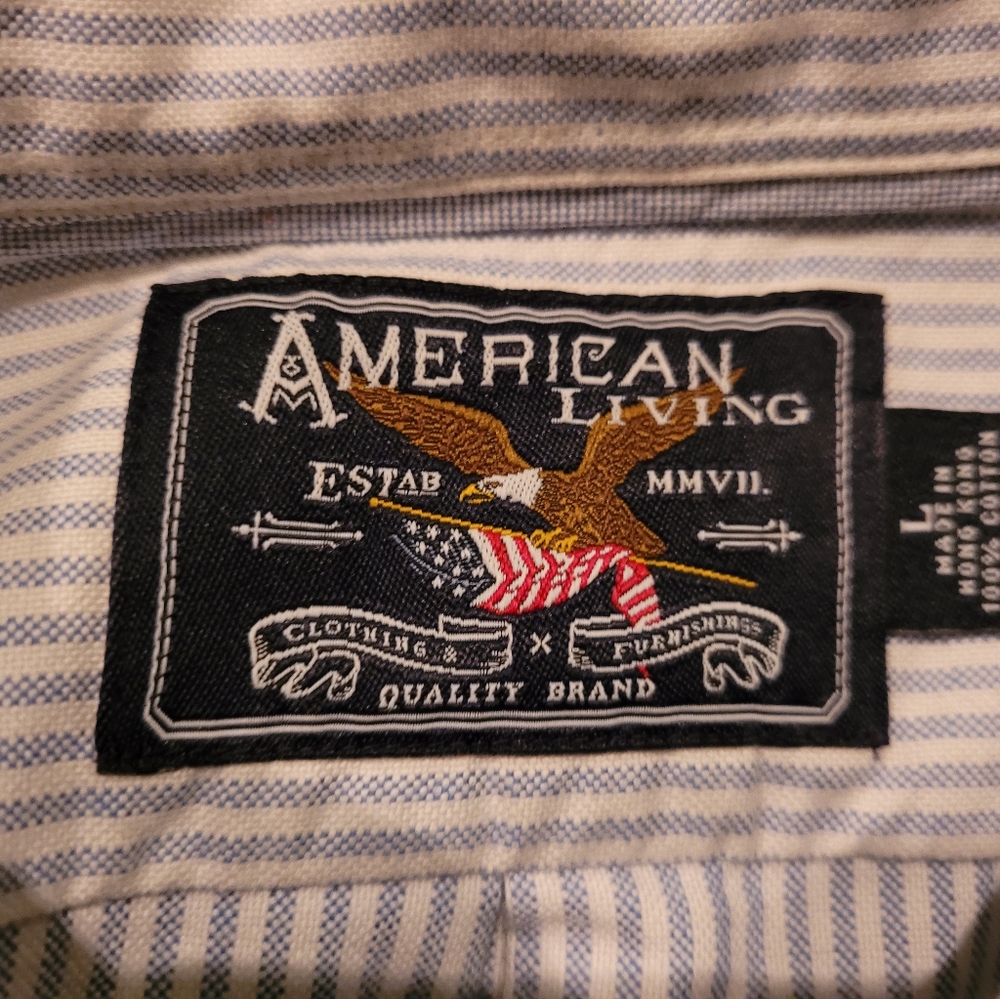 AMERICAN
LIVING
ESTAB MMVII.
CLOTHING & X FURNISHINGS
QUALITY BRAND
L
MADE IN
HONG KONG
100% COTTON